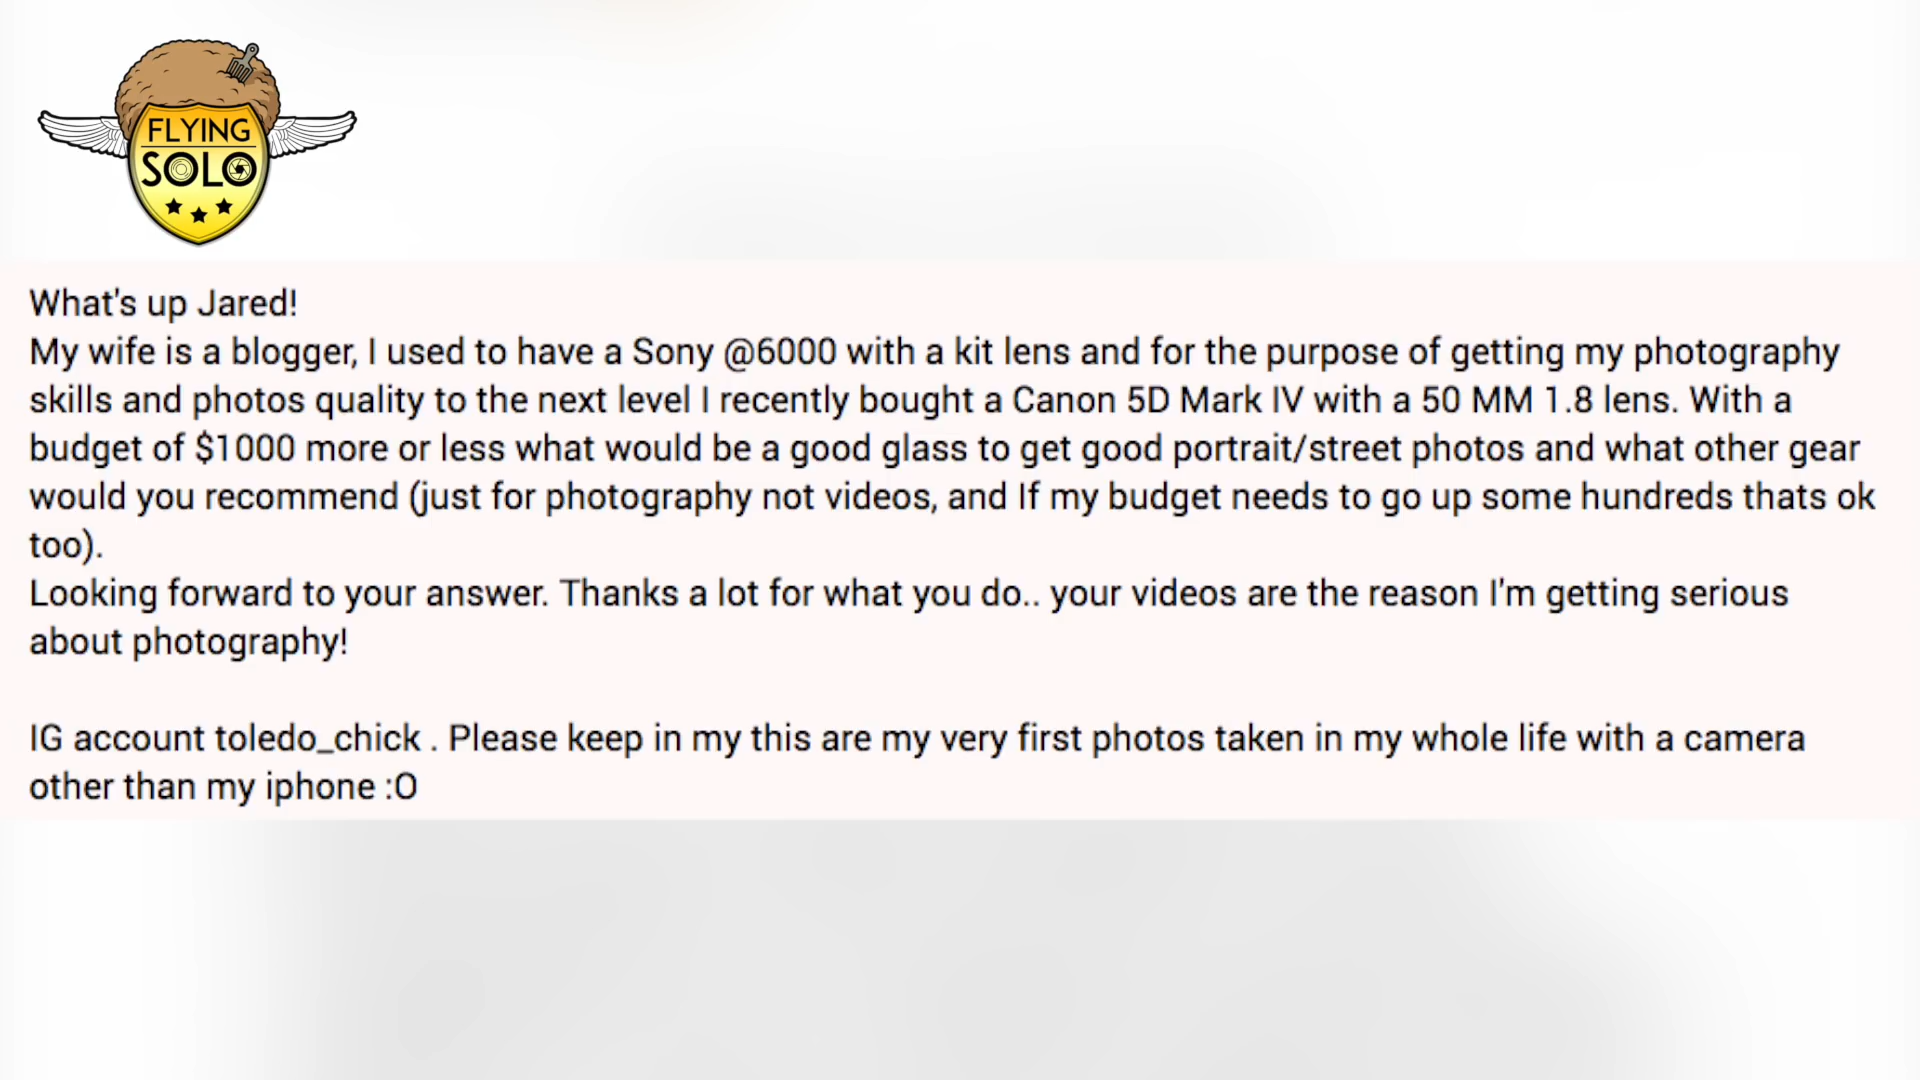 FLYING
SOLO
What's up Jared!
My wife is a blogger, I used to have a Sony @6000 with a kit lens and for the purpose of getting my photography
skills and photos quality to the next level I recently bought a Canon 5D Mark IV with a 50 MM 1.8 lens. With a
budget of $1000 more or less what would be a good glass to get good portrait/street photos and what other gear
would you recommend (just for photography not videos, and If my budget needs to go up some hundreds thats ok
too).
Looking forward to your answer. Thanks a lot for what you do.. your videos are the reason I'm getting serious
about photography!
IG account toledo_chick . Please keep in my this are my very first photos taken in my whole life with a camera
other than my iphone :O